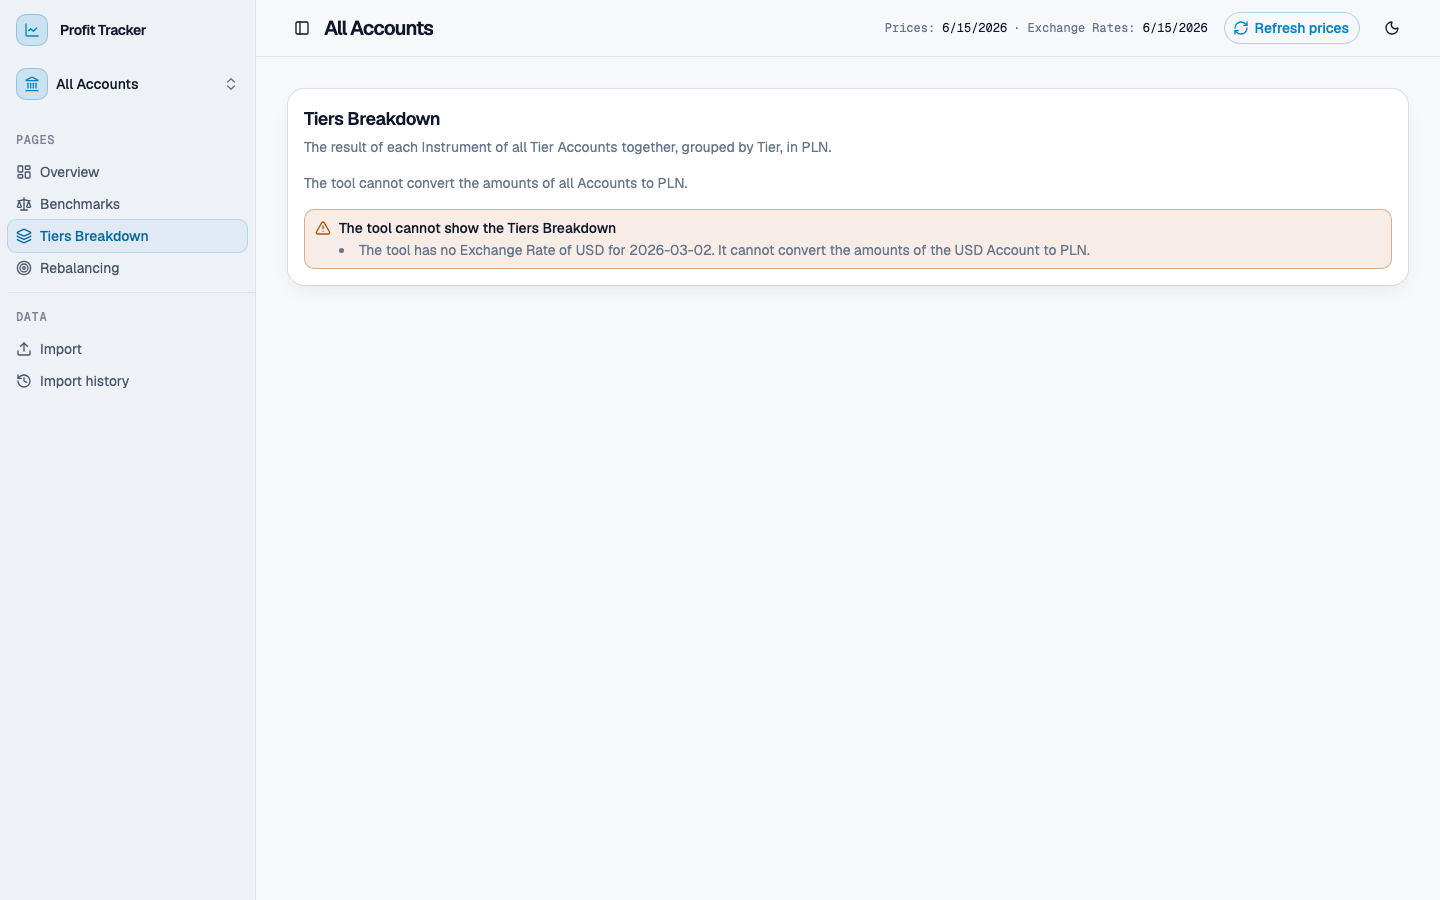 Profit Tracker
All Accounts
PAGES
Overview
Benchmarks
Tiers Breakdown
Rebalancing
DATA
Import
Import history
All Accounts
Prices: 6/15/2026 · Exchange Rates: 6/15/2026
Refresh prices
Tiers Breakdown
The result of each Instrument of all Tier Accounts together, grouped by Tier, in PLN.
The tool cannot convert the amounts of all Accounts to PLN.
The tool cannot show the Tiers Breakdown
• The tool has no Exchange Rate of USD for 2026-03-02. It cannot convert the amounts of the USD Account to PLN.